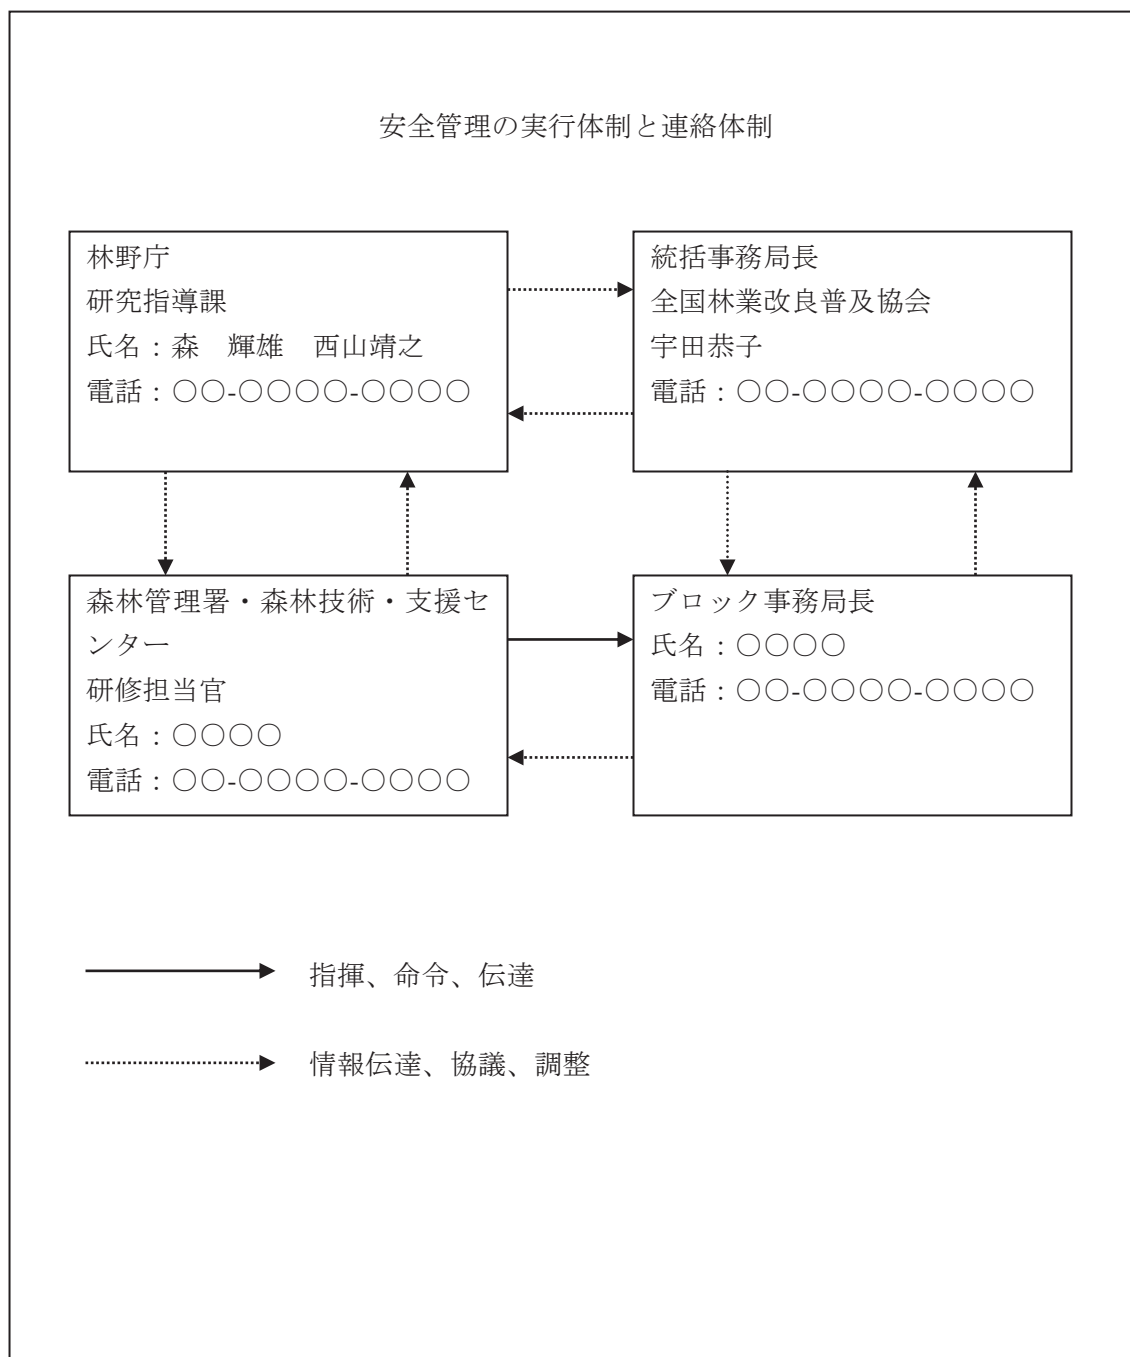 安全管理の実行体制と連絡体制
林野庁
研究指導課
氏名：森　輝雄　西山靖之
電話：○○-○○○○-○○○○
統括事務局長
全国林業改良普及協会
宇田恭子
電話：○○-○○○○-○○○○
森林管理署・森林技術・支援セ
ンター
研修担当官
氏名：○○○○
電話：○○-○○○○-○○○○
ブロック事務局長
氏名：○○○○
電話：○○-○○○○-○○○○
指揮、命令、伝達
情報伝達、協議、調整